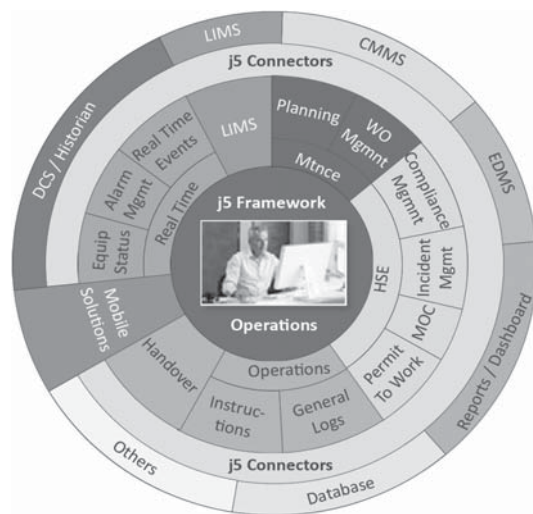 LIMS
CMMS
EDMS
Reports / Dashboard
Database
Others
Mobile
Solutions
DCS / Historian
j5 Connectors
LIMS
Planning
WO
Mgmnt
Mtnce
Compliance
Mgmnt
Incident
Mgmt
MOC
Permit
To Work
HSE
General
Logs
Instruc-
tions
Operations
Handover
Equip
Status
Alarm
Mgmt
Real Time
Events
Real Time
j5 Framework
Operations
j5 Connectors